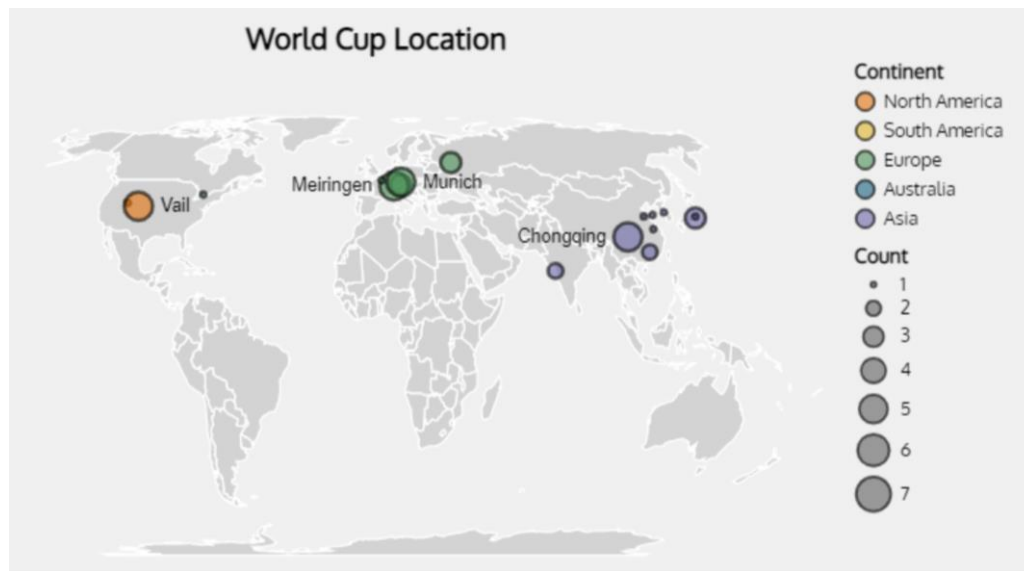 World Cup Location
Continent
North America
South America
Europe
Australia
Asia
Meiringen
Munich
Vail
Chongqing
Count
1
2
3
4
5
6
7